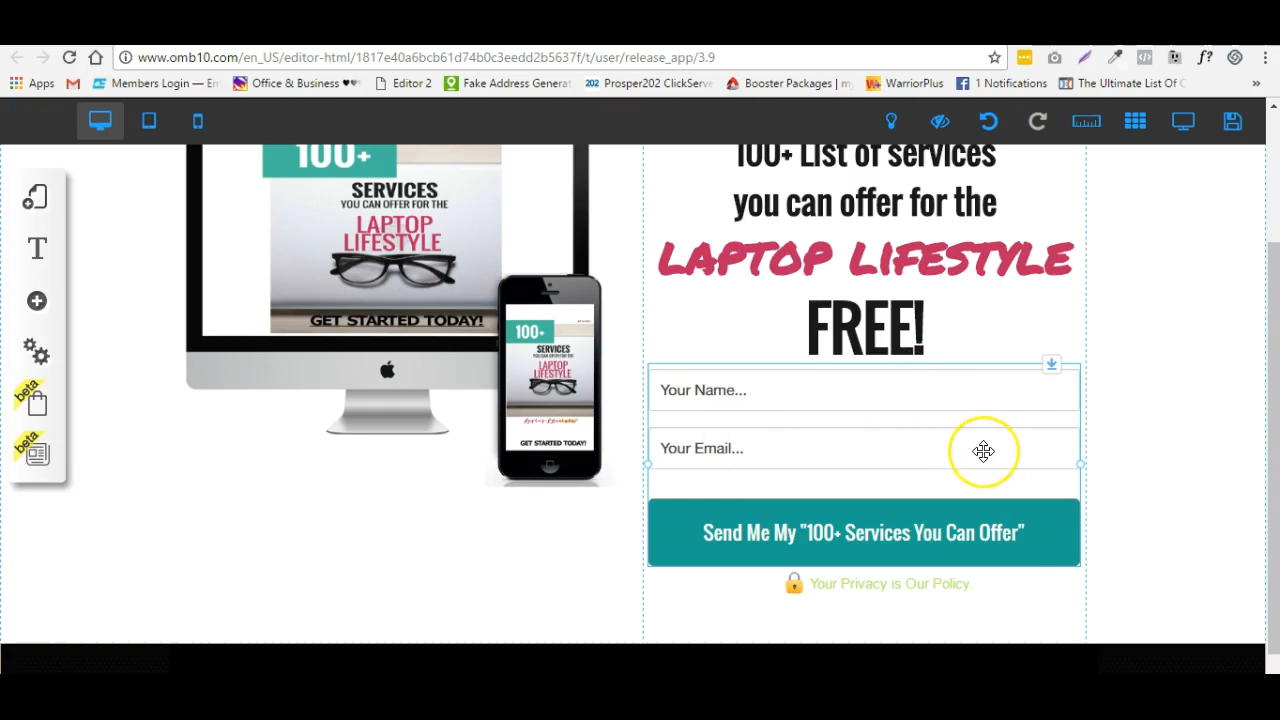 www.omb10.com/en_US/editor-html/1817e40a6bcb61d74b0c3eedd2b5637f/t/user/release_app/3.9
f?
Apps
Members Login — En
Office & Business ♥♥
Editor 2
Fake Address Generat
202 Prosper202 ClickServe
Booster Packages | my
WarriorPlus
1 Notifications
The Ultimate List Of C
»
T
beta
beta
100+
SERVICES
YOU CAN OFFER FOR THE
LAPTOP
LIFESTYLE
GET STARTED TODAY!
100+
SERVICES
YOU CAN OFFER FOR THE
LAPTOP
LIFESTYLE
GET STARTED TODAY!
100+ List of services
you can offer for the
LAPTOP LIFESTYLE
FREE!
Your Name...
Your Email...
Send Me My "100+ Services You Can Offer"
Your Privacy is Our Policy.